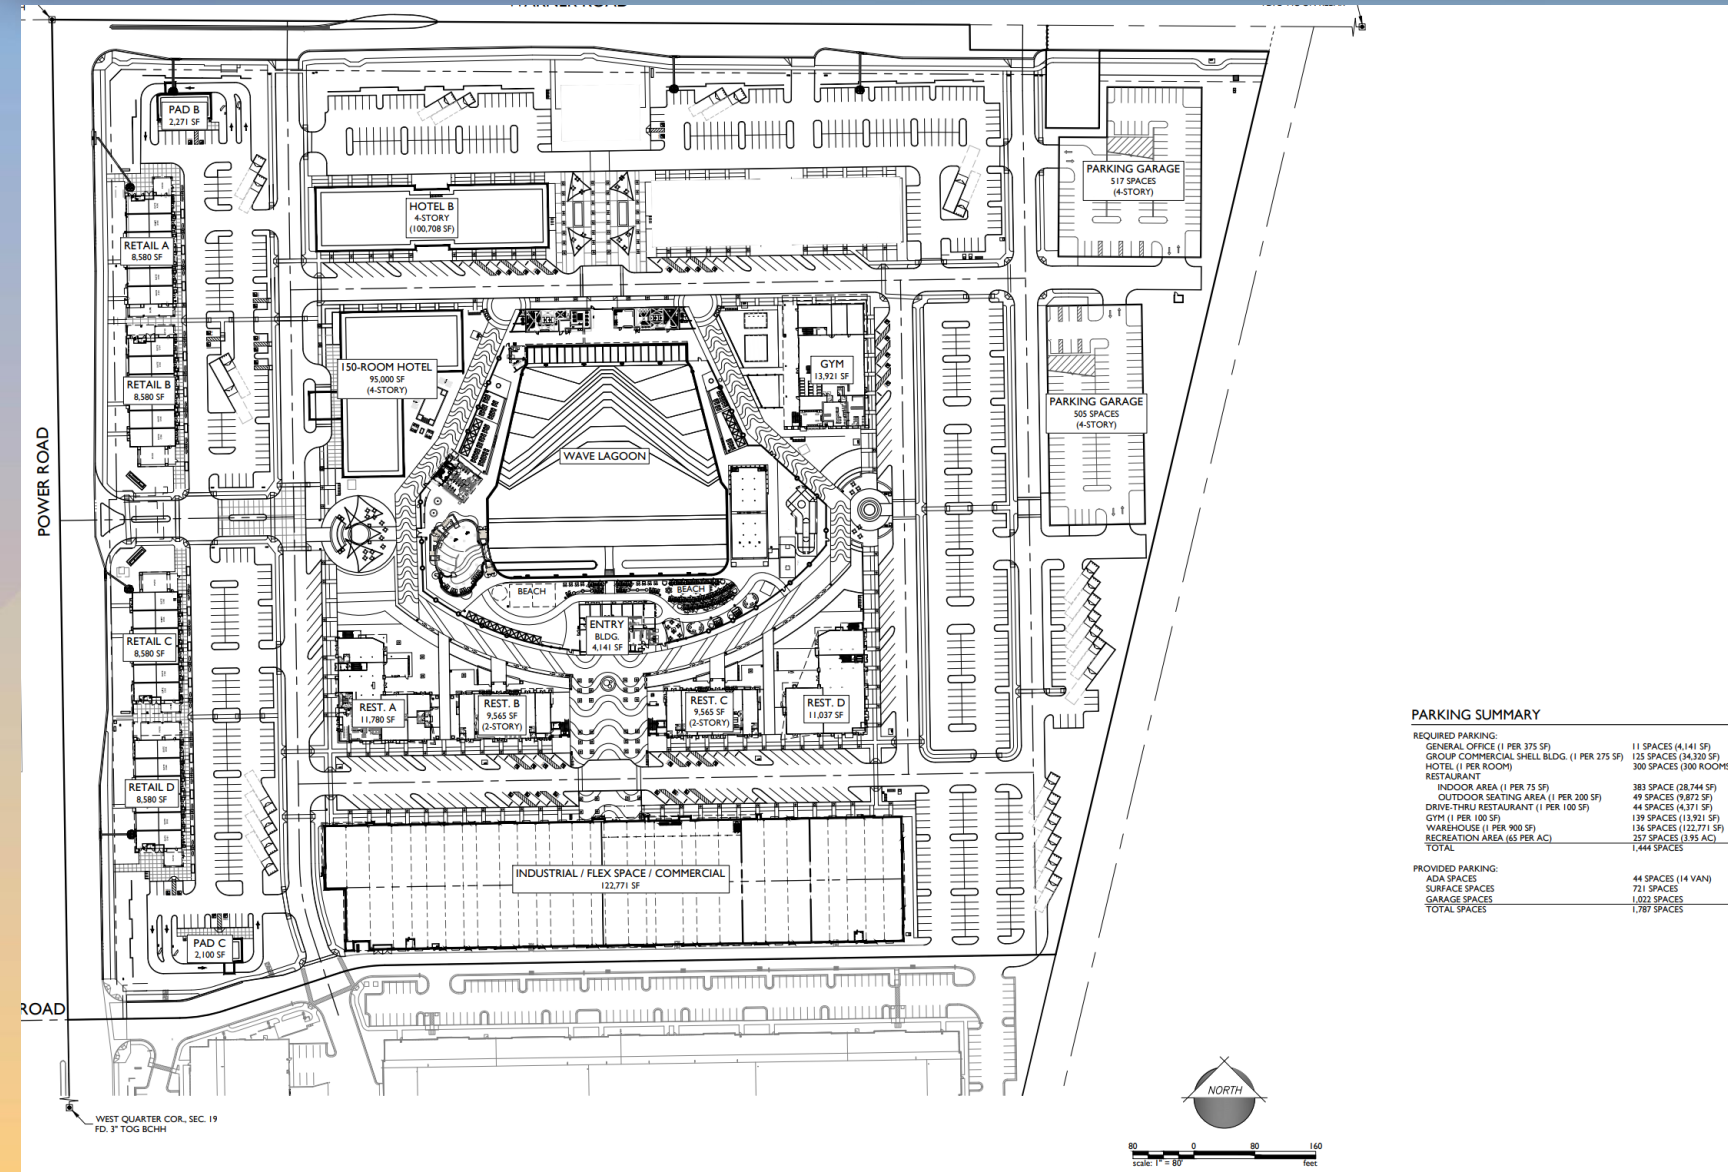 WARNER ROAD
PAD B
2,271 SF
PARKING GARAGE
517 SPACES
(4-STORY)
HOTEL B
4-STORY
(100,708 SF)
RETAIL A
8,580 SF
150-ROOM HOTEL
95,000 SF
(4-STORY)
GYM
13,921 SF
RETAIL B
8,580 SF
PARKING GARAGE
505 SPACES
(4-STORY)
WAVE LAGOON
POWER ROAD
BEACH
BEACH
ENTRY
BLDG.
4,141 SF
RETAIL C
8,580 SF
REST. A
11,780 SF
REST. B
9,565 SF
(2-STORY)
REST. C
9,565 SF
(2-STORY)
REST. D
11,037 SF
RETAIL D
8,580 SF
INDUSTRIAL / FLEX SPACE / COMMERCIAL
122,771 SF
PAD C
2,100 SF
ROAD
WEST QUARTER COR., SEC. 19
FD. 3" TOG BCHH
NORTH
80 0 80 160
scale: 1" = 80' feet
PARKING SUMMARY
REQUIRED PARKING:
GENERAL OFFICE (1 PER 375 SF) 11 SPACES (4,141 SF)
GROUP COMMERCIAL SHELL BLDG. (1 PER 275 SF) 125 SPACES (34,320 SF)
HOTEL (1 PER ROOM) 300 SPACES (300 ROOMS
RESTAURANT
INDOOR AREA (1 PER 75 SF) 383 SPACE (28,744 SF)
OUTDOOR SEATING AREA (1 PER 200 SF) 49 SPACES (9,872 SF)
DRIVE-THRU RESTAURANT (1 PER 100 SF) 44 SPACES (4,371 SF)
GYM (1 PER 100 SF) 139 SPACES (13,921 SF)
WAREHOUSE (1 PER 900 SF) 136 SPACES (122,771 SF)
RECREATION AREA (65 PER AC) 257 SPACES (3.95 AC)
TOTAL 1,444 SPACES
PROVIDED PARKING:
ADA SPACES 44 SPACES (14 VAN)
SURFACE SPACES 721 SPACES
GARAGE SPACES 1,022 SPACES
TOTAL SPACES 1,787 SPACES